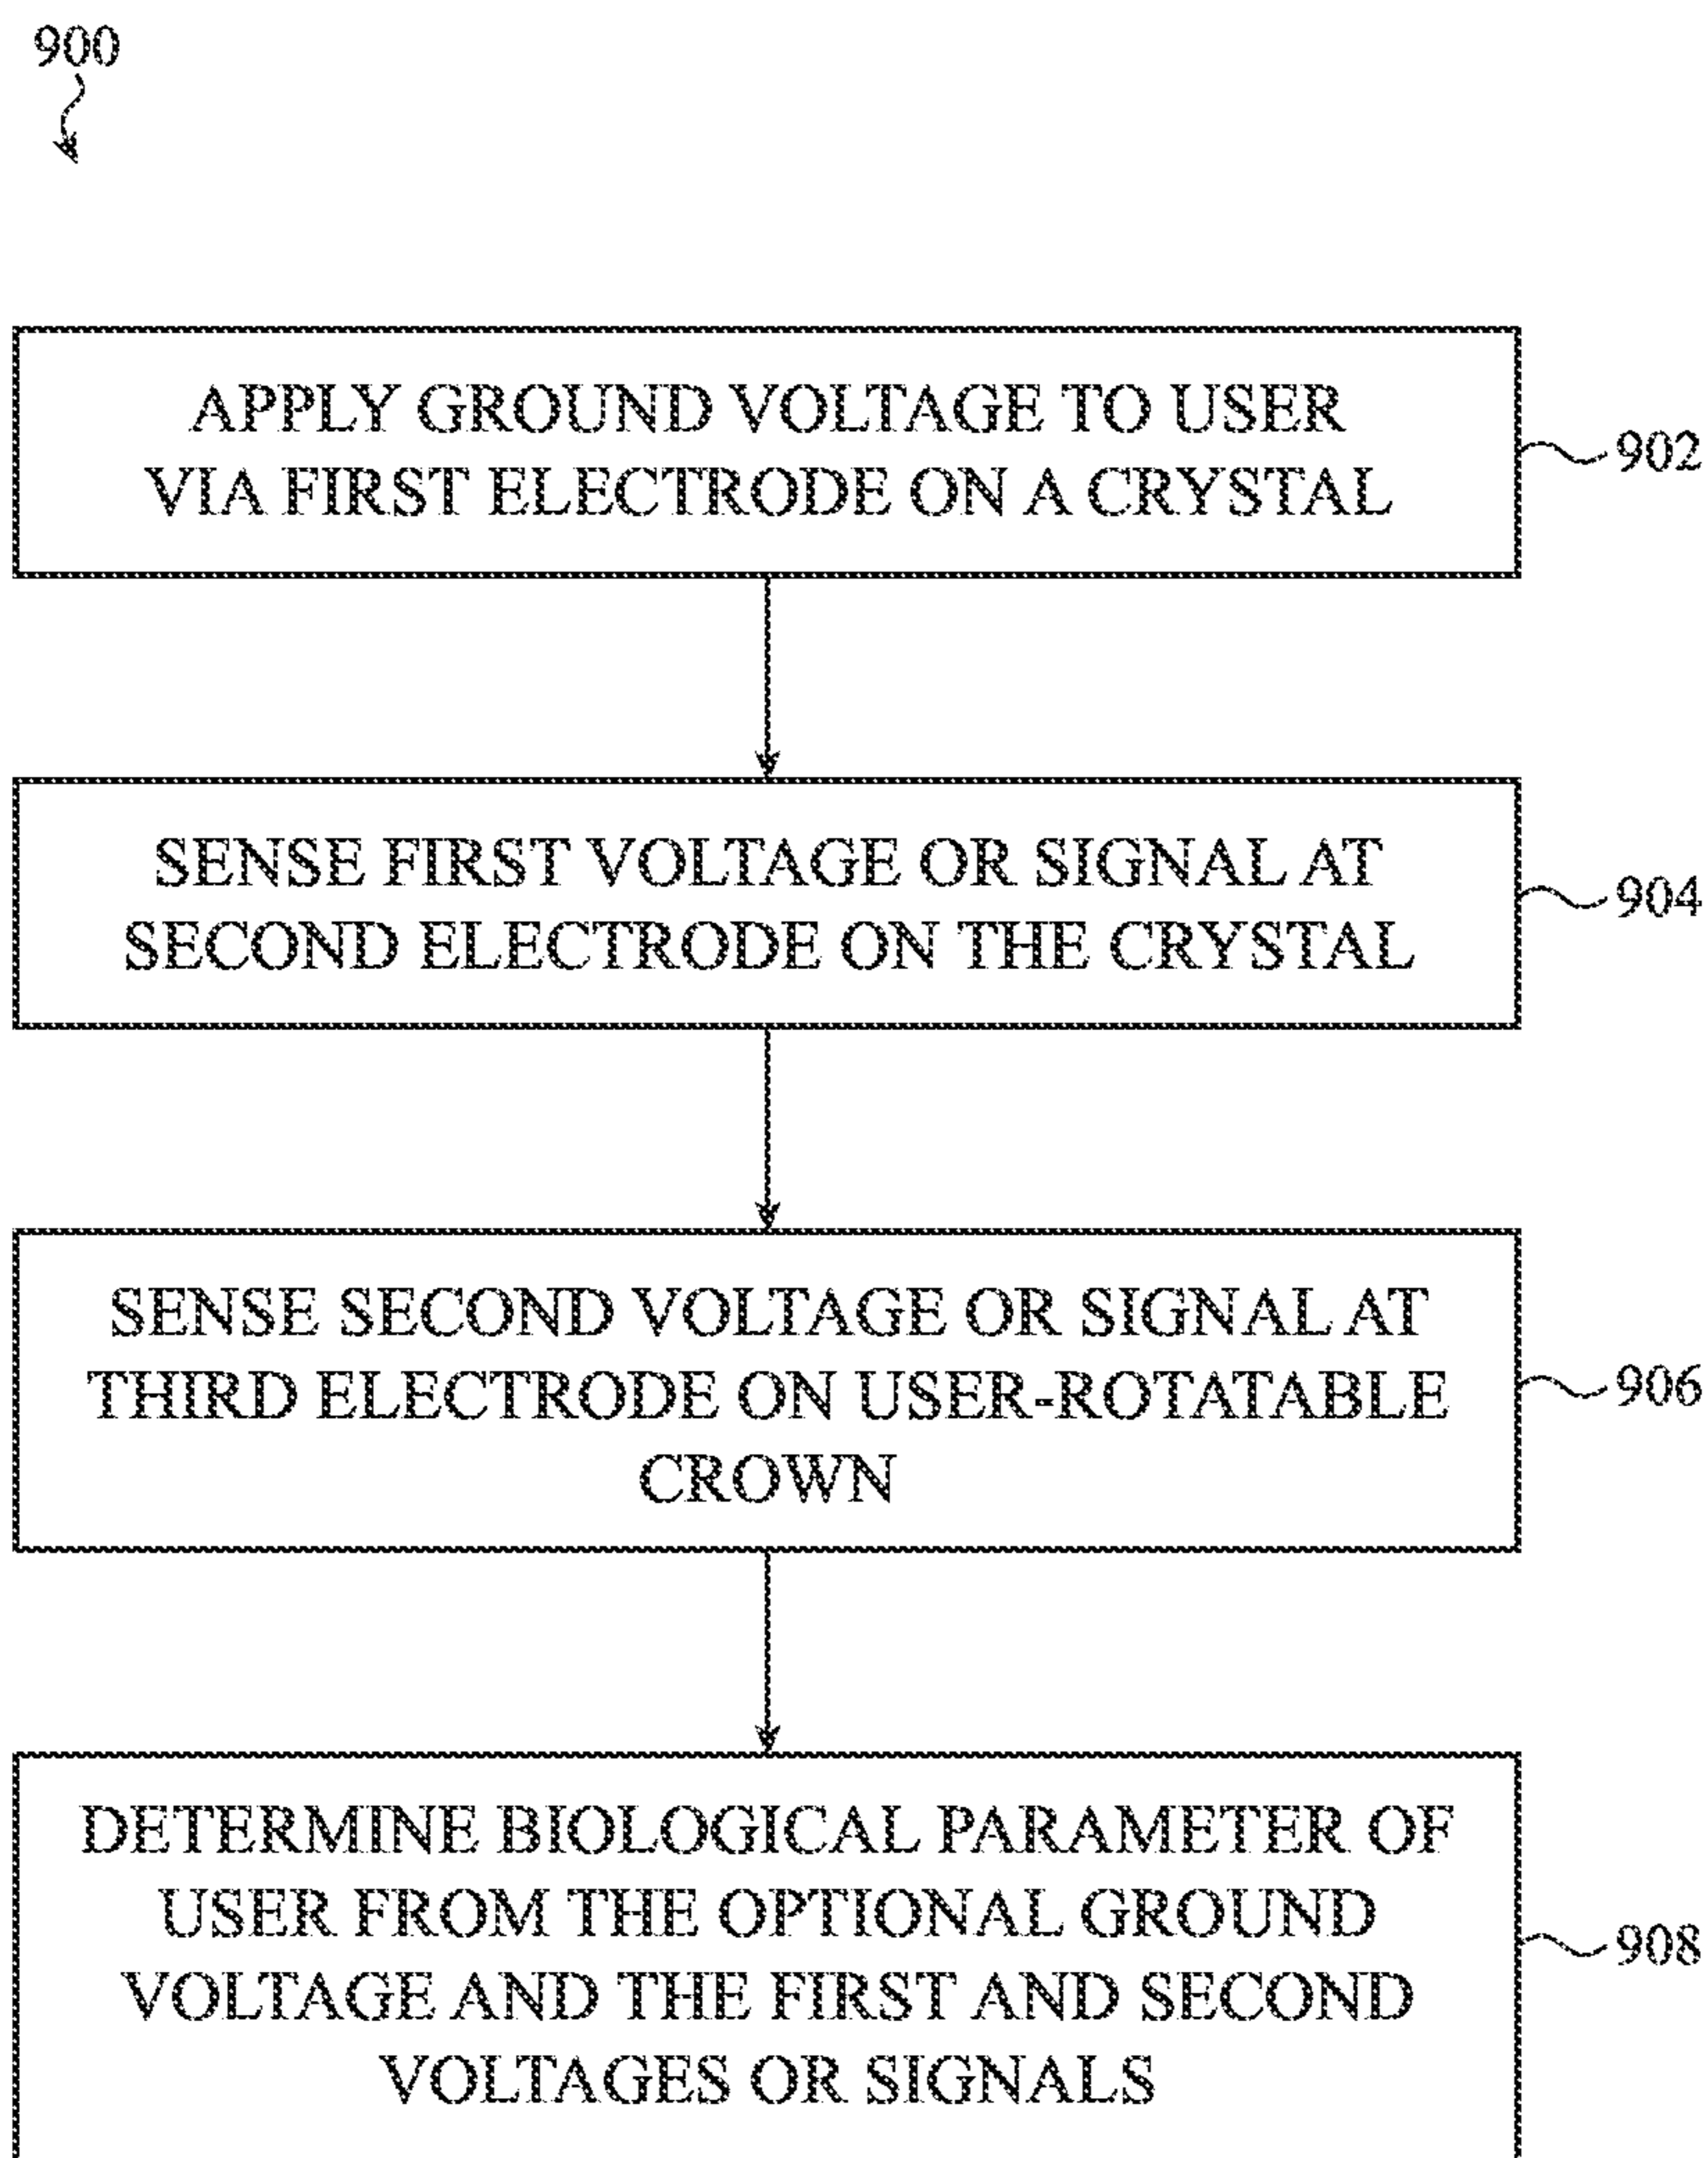 900
APPLY GROUND VOLTAGE TO USER
VIA FIRST ELECTRODE ON A CRYSTAL
902
SENSE FIRST VOLTAGE OR SIGNAL AT
SECOND ELECTRODE ON THE CRYSTAL
904
SENSE SECOND VOLTAGE OR SIGNAL AT
THIRD ELECTRODE ON USER-ROTATABLE
CROWN
906
DETERMINE BIOLOGICAL PARAMETER OF
USER FROM THE OPTIONAL GROUND
VOLTAGE AND THE FIRST AND SECOND
VOLTAGES OR SIGNALS
908